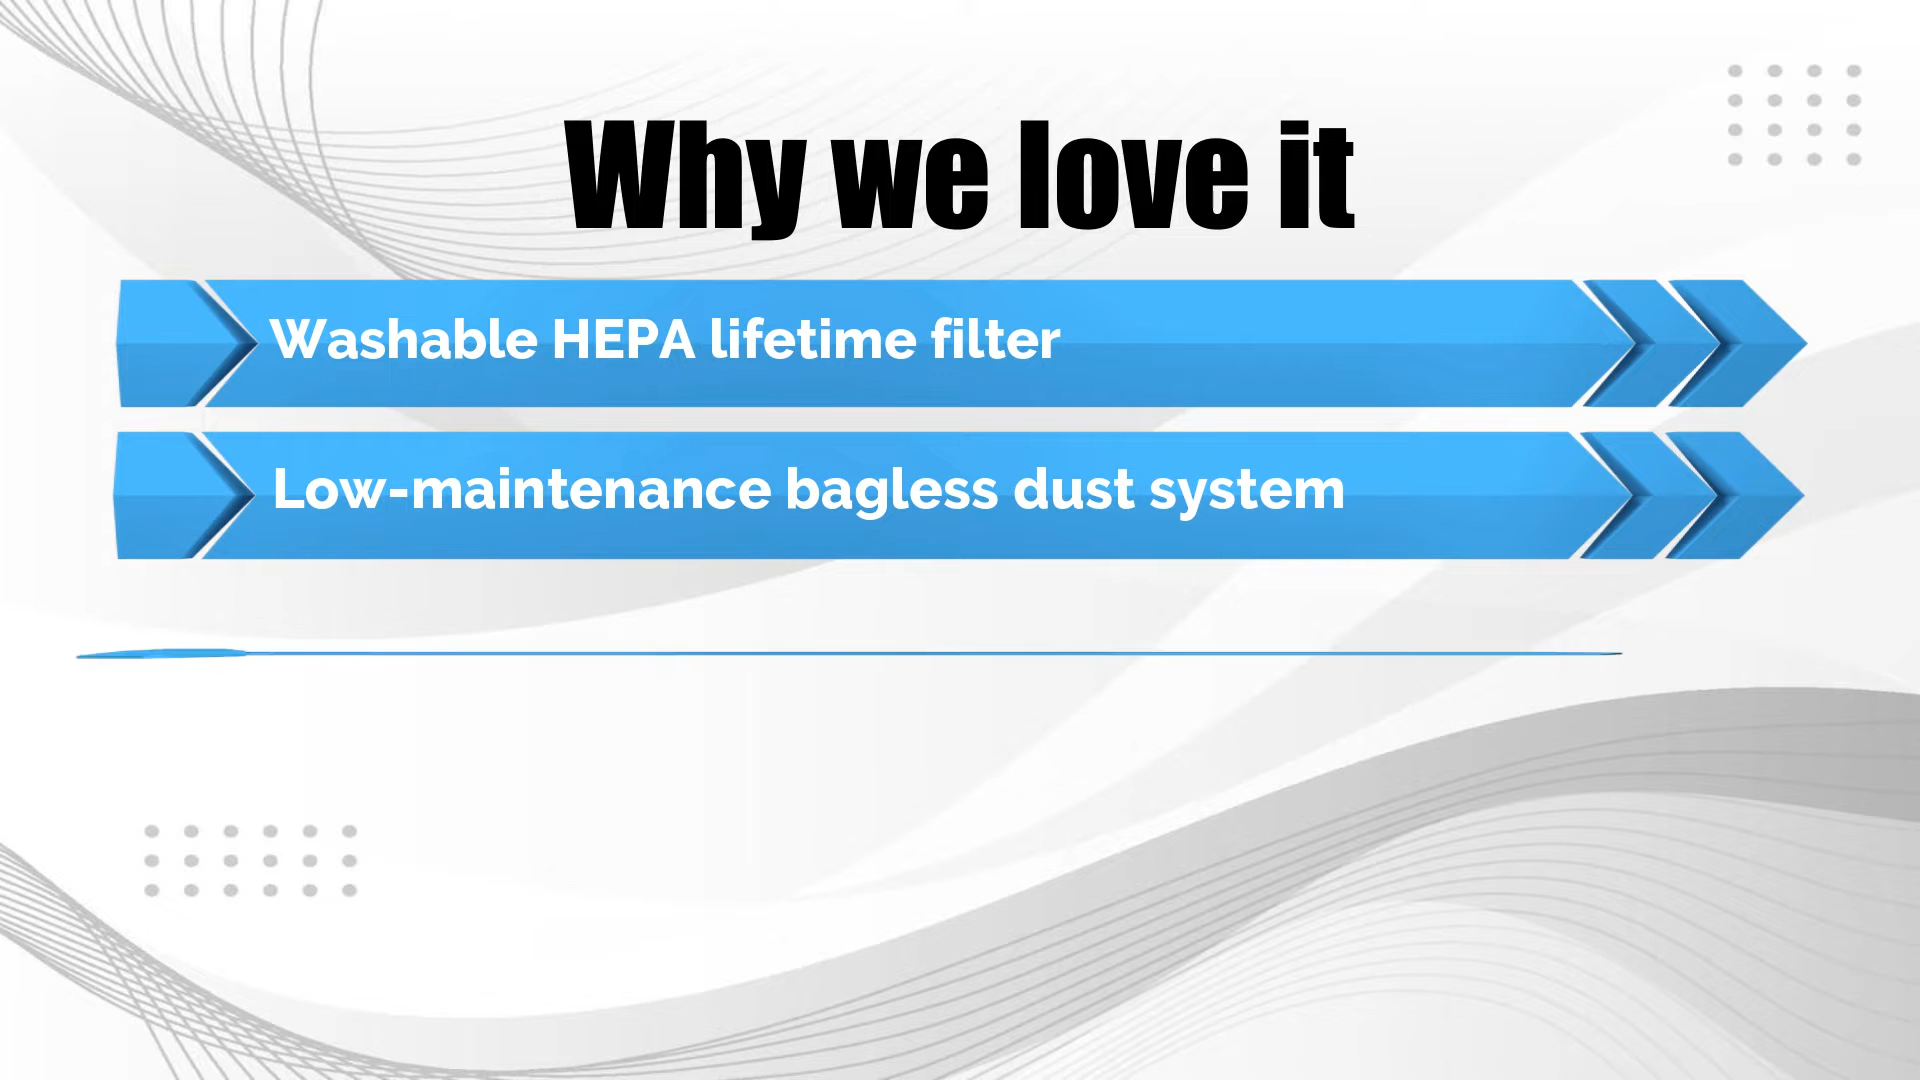 Why we love it
Washable HEPA lifetime filter
Low-maintenance bagless dust system